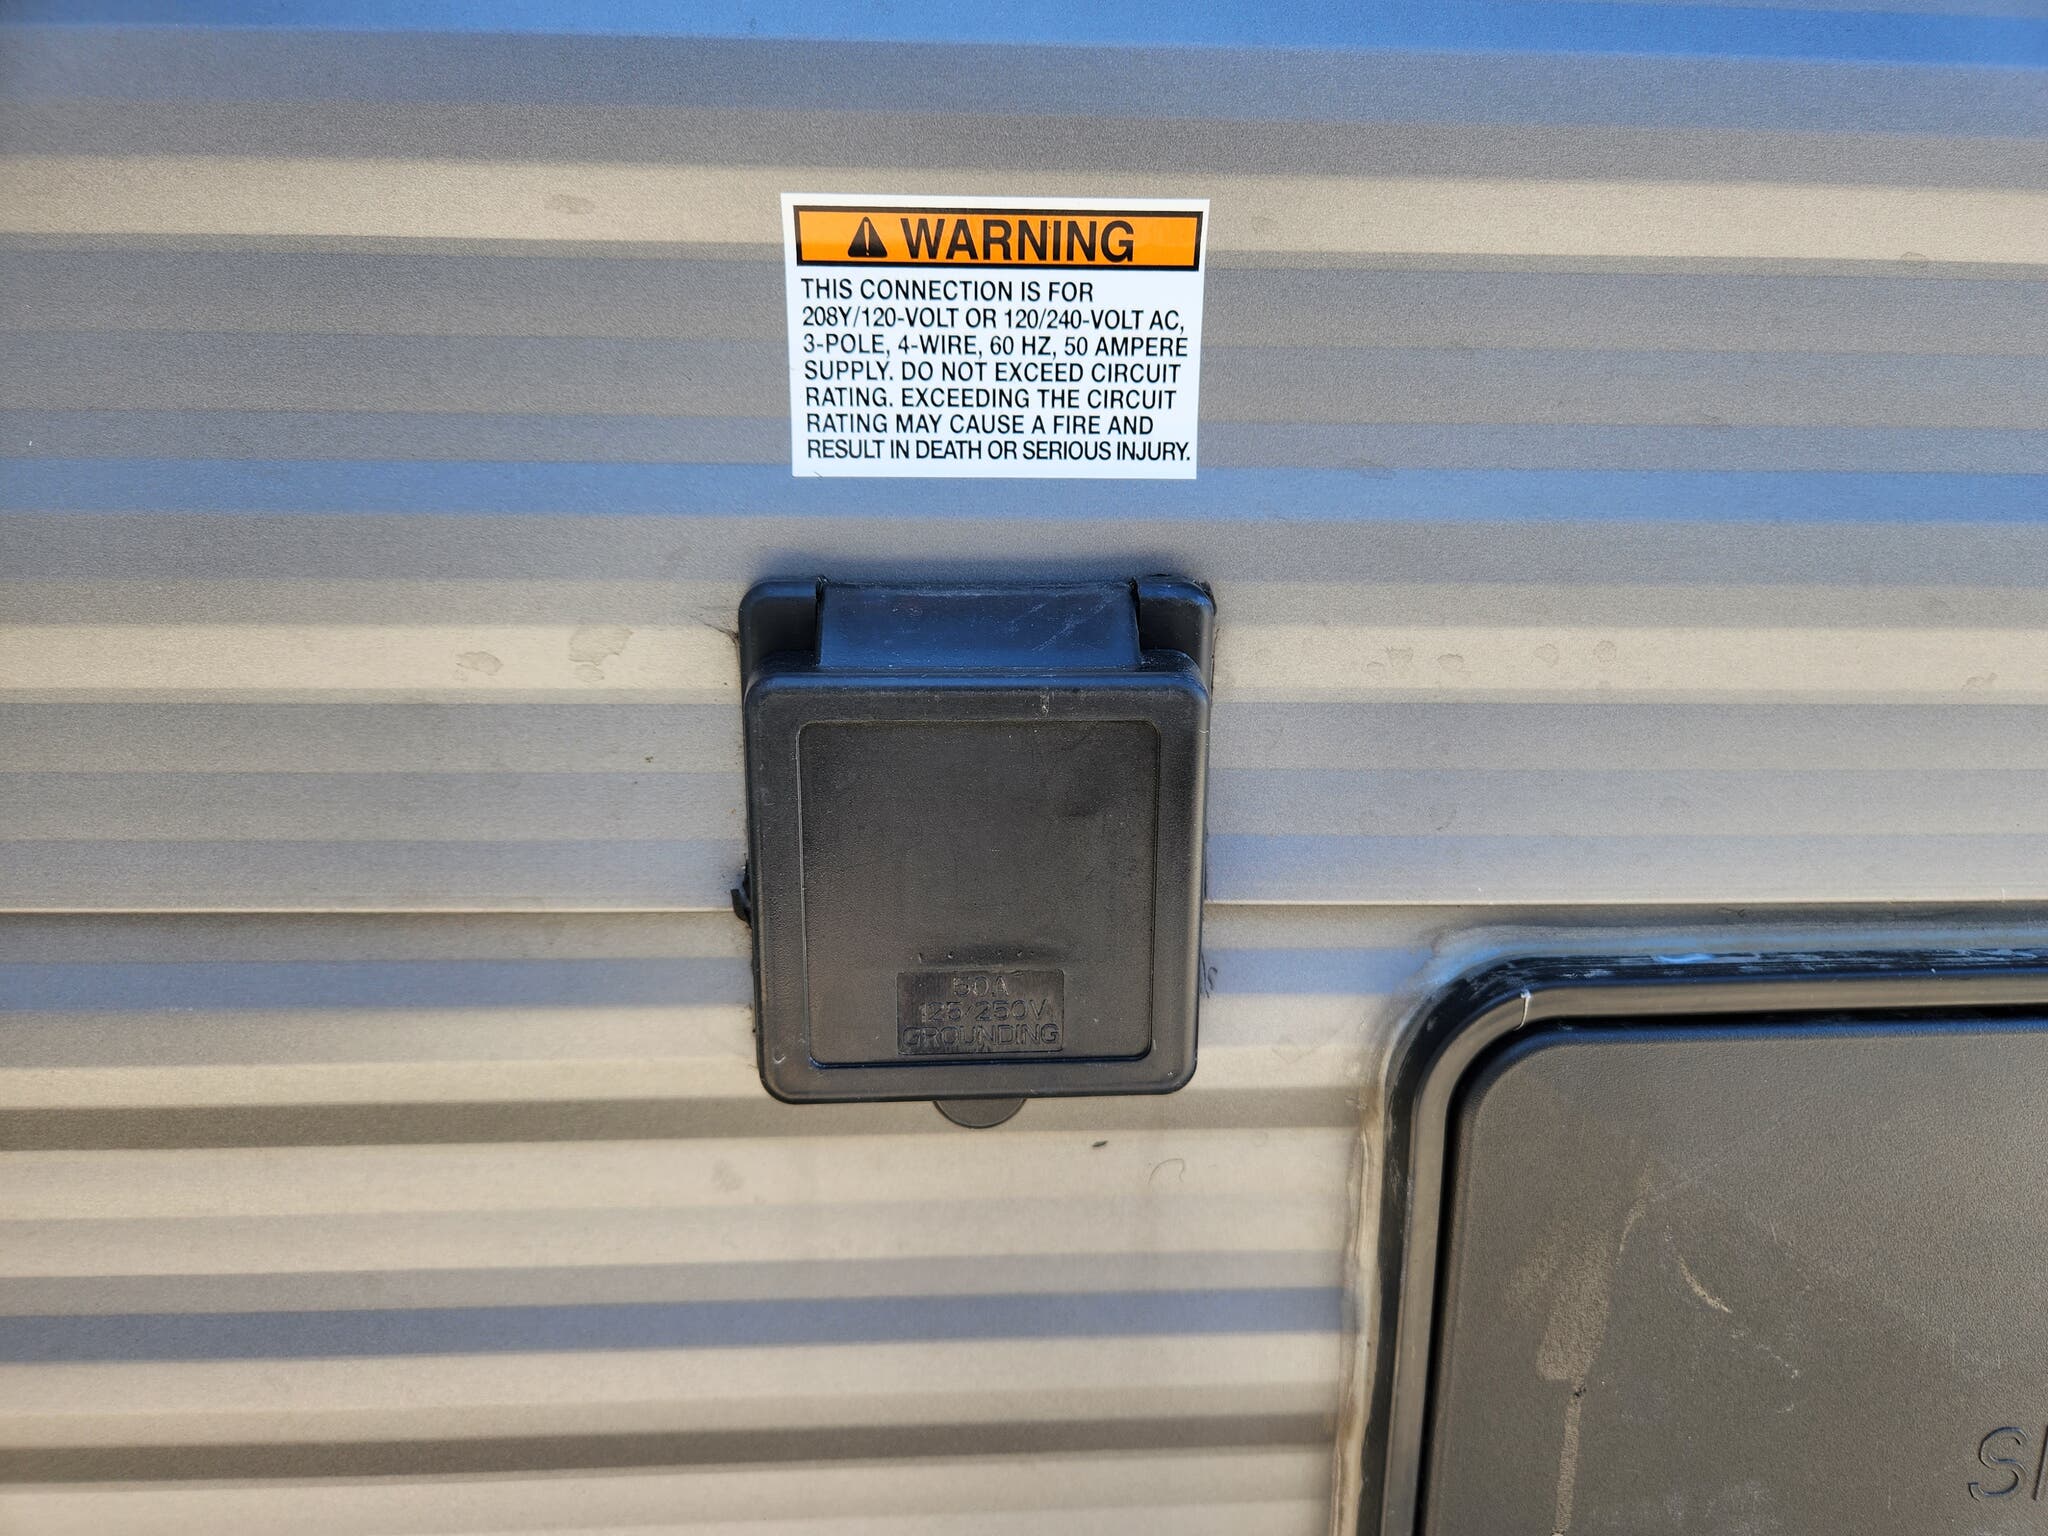 WARNING
THIS CONNECTION IS FOR
208Y/120-VOLT OR 120/240-VOLT AC,
3-POLE, 4-WIRE, 60 HZ, 50 AMPERE
SUPPLY. DO NOT EXCEED CIRCUIT
RATING. EXCEEDING THE CIRCUIT
RATING MAY CAUSE A FIRE AND
RESULT IN DEATH OR SERIOUS INJURY.
50A
125/250V
GROUNDING